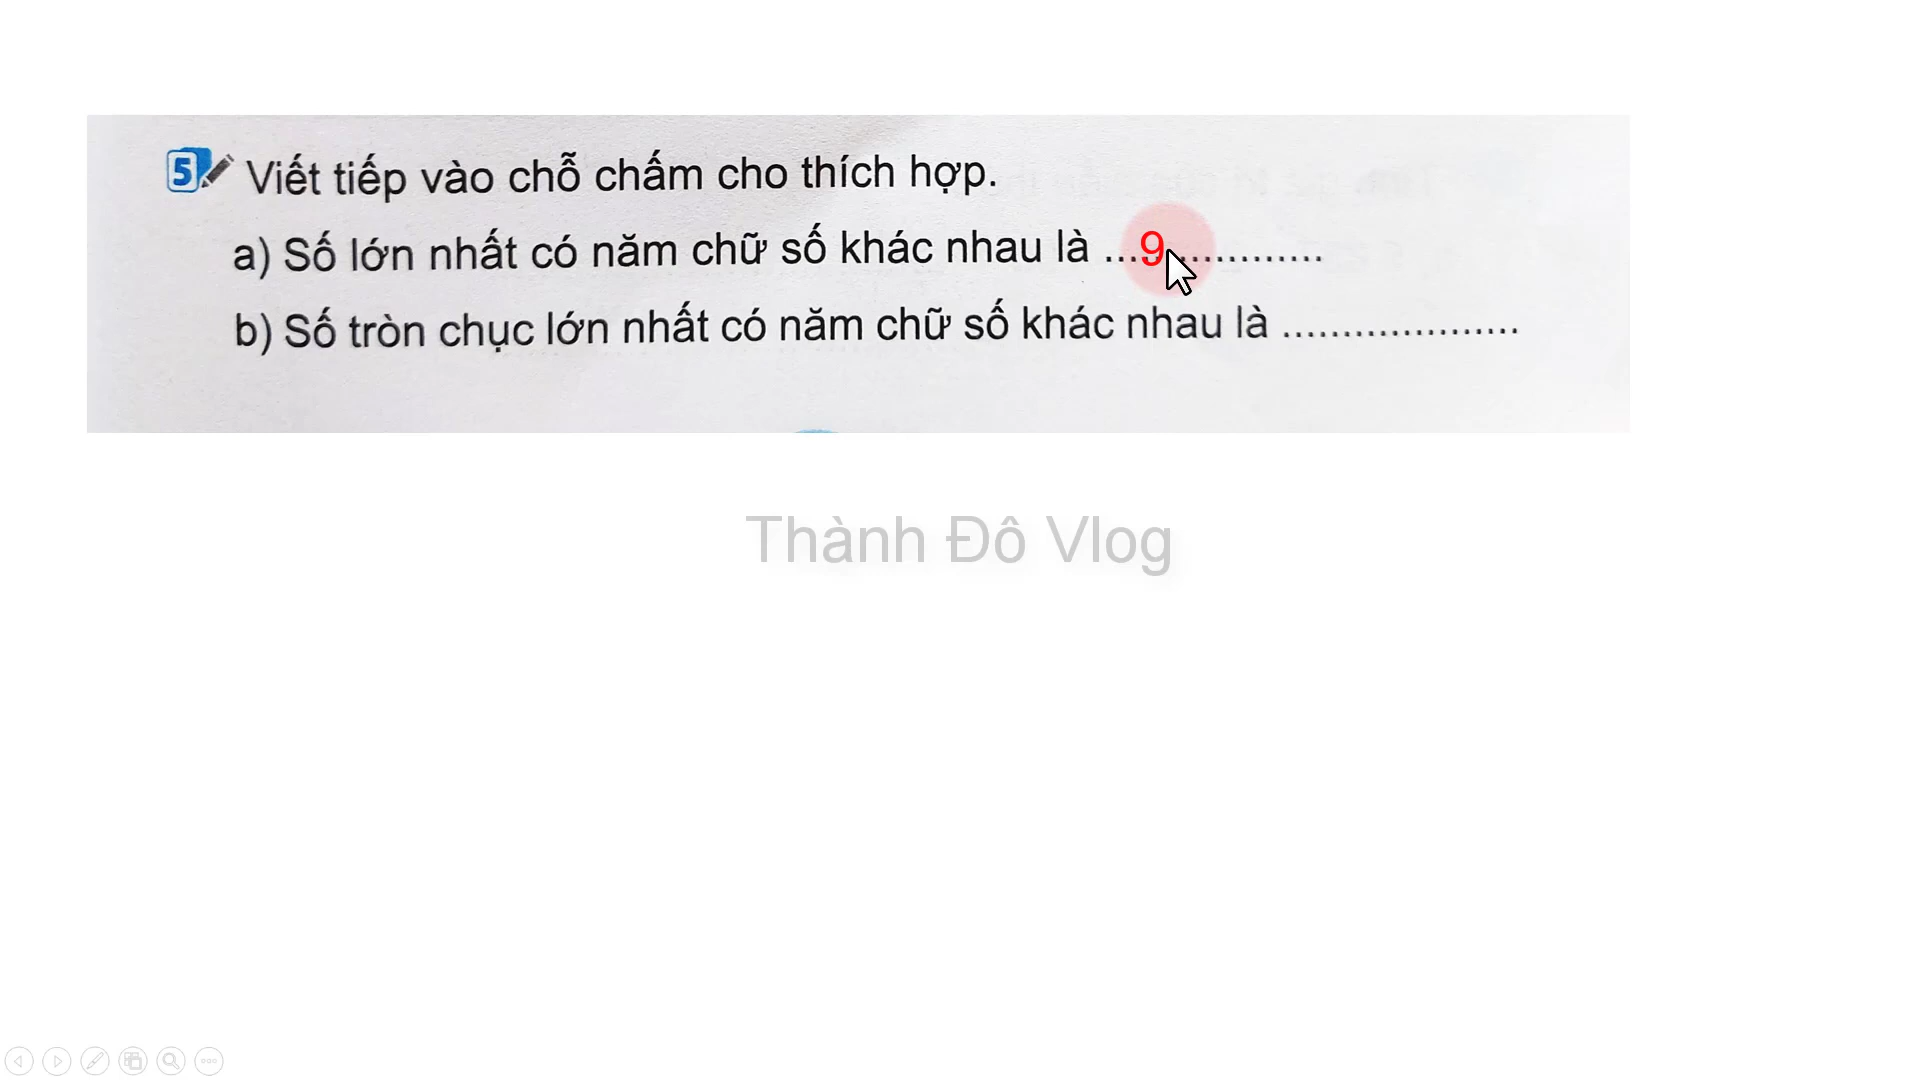 5 Viết tiếp vào chỗ chấm cho thích hợp.
a) Số lớn nhất có năm chữ số khác nhau là ...9.............
b) Số tròn chục lớn nhất có năm chữ số khác nhau là ....................
Thành Đô Vlog